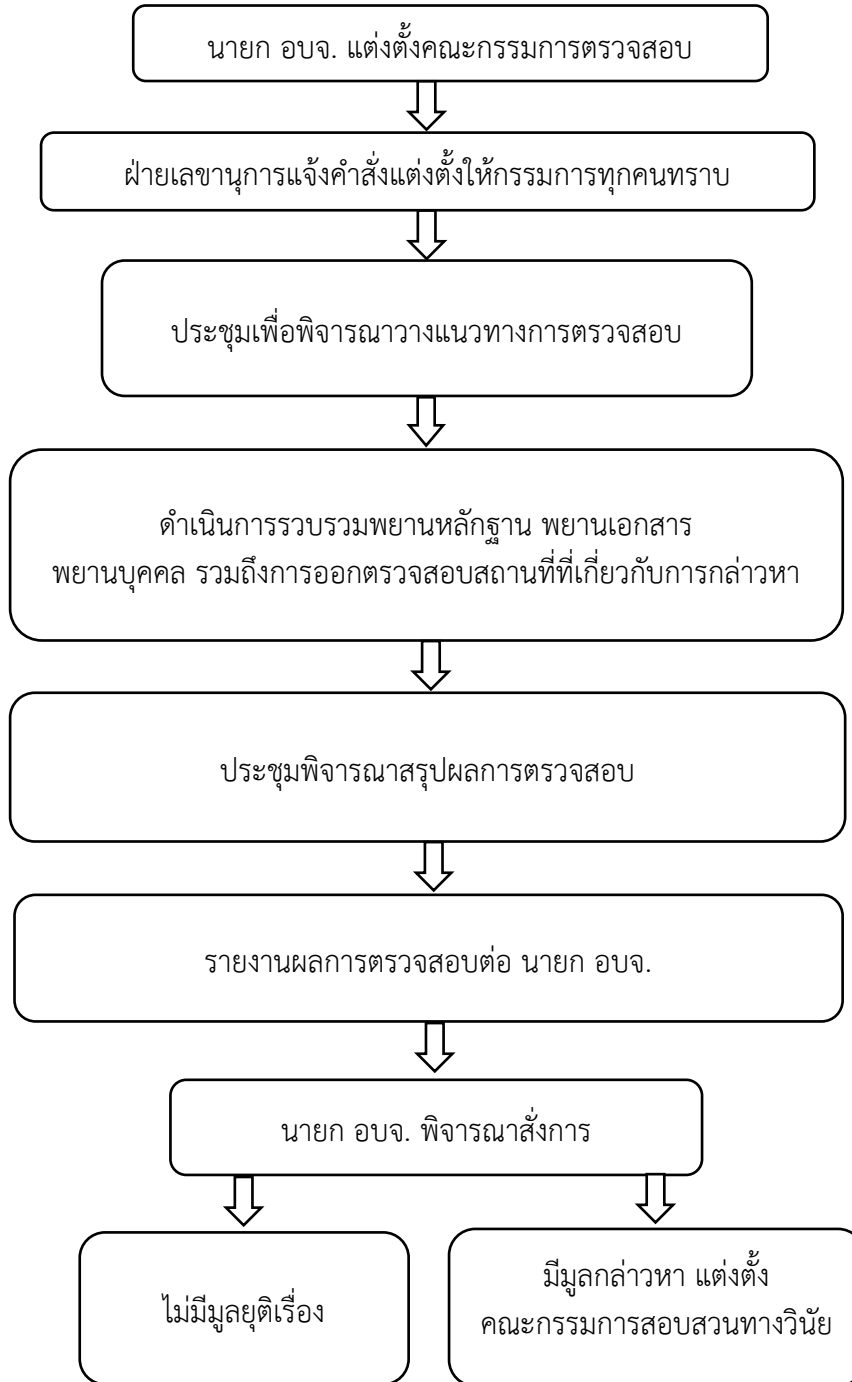 นายก อบจ. แต่งตั้งคณะกรรมการตรวจสอบ
ฝ่ายเลขานุการแจ้งคำสั่งแต่งตั้งให้กรรมการทุกคนทราบ
ประชุมเพื่อพิจารณาวางแนวทางการตรวจสอบ
ดำเนินการรวบรวมพยานหลักฐาน พยานเอกสาร
พยานบุคคล รวมถึงการออกตรวจสอบสถานที่ที่เกี่ยวกับการกล่าวหา
ประชุมพิจารณาสรุปผลการตรวจสอบ
รายงานผลการตรวจสอบต่อ นายก อบจ.
นายก อบจ. พิจารณาสั่งการ
ไม่มีมูลยุติเรื่อง
มีมูลกล่าวหา แต่งตั้ง
คณะกรรมการสอบสวนทางวินัย